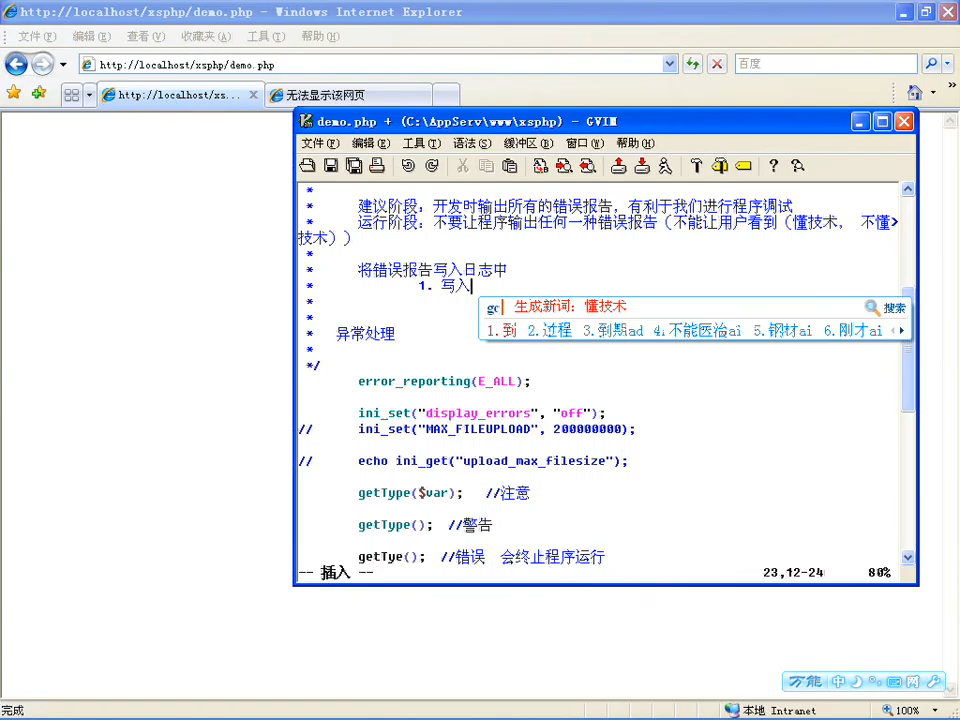 http://localhost/xsphp/demo.php - Windows Internet Explorer
文件(F) 编辑(E) 查看(V) 收藏夹(A) 工具(T) 帮助(H)
http://localhost/xsphp/demo.php 百度
http://localhost/xs... 无法显示该网页
demo.php + (C:\AppServ\www\xsphp) - GVIM
文件(F) 编辑(E) 工具(T) 语法(S) 缓冲区(B) 窗口(W) 帮助(H)
*
* 建议阶段：开发时输出所有的错误报告，有利于我们进行程序调试
* 运行阶段：不要让程序输出任何一种错误报告（不能让用户看到（懂技术， 不懂>
技术））
*
* 将错误报告写入日志中
* 1. 写入
*
gc 生成新词：懂技术 搜索
1.到 2.过程 3.到期ad 4.不能医治ai 5.钢材ai 6.刚才ai
*
* 异常处理
*
*/
error_reporting(E_ALL);
ini_set("display_errors", "off");
// ini_set("MAX_FILEUPLOAD", 200000000);
// echo ini_get("upload_max_filesize");
getType($var); //注意
getType(); //警告
getTye(); //错误 会终止程序运行
-- 插入 -- 23,12-24 80%
万能 中 网
完成 本地 Intranet 100%